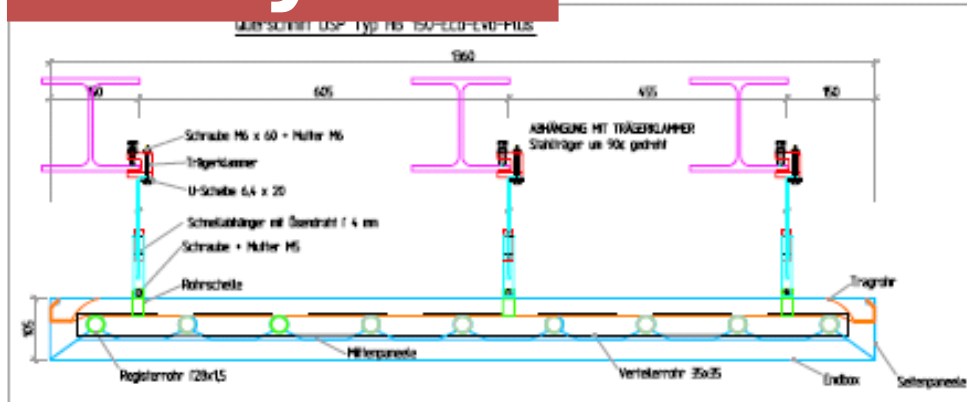 Querschnitt DSP Typ H6 150-Eco-Evo-Plus
1360
605
455
150
Schraube M6 x 60 + Mutter M6
Trägerklammer
U-Scheibe 6,4 x 20
ABHÄNGUNG MIT TRÄGERKLAMMER
Stahlträger um 90° gedreht
Schnellabhänger mit Ösendraht 4 mm
Schraube + Mutter M5
Rohrschelle
Tragrohr
105
Mittenpaneele
Registerrohr 28x1,5
Verteilerrohr 35x35
Endbox
Seitenpaneele